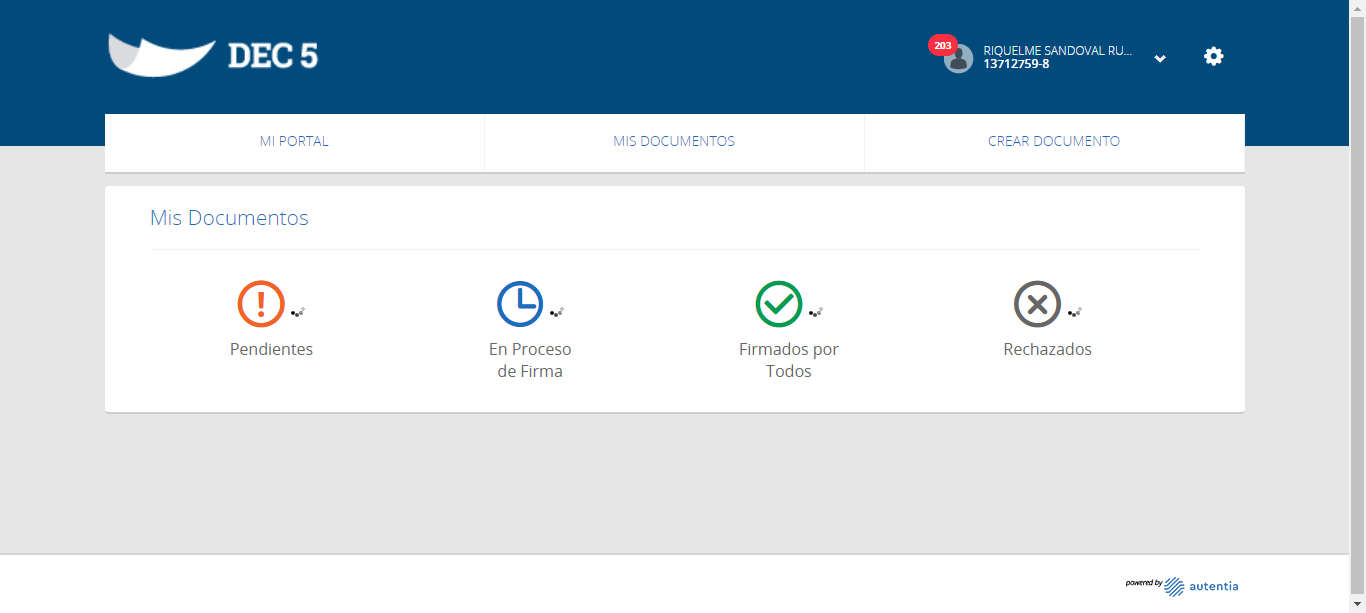 DEC 5
203
RIQUELME SANDOVAL RU...
13712759-8
MI PORTAL
MIS DOCUMENTOS
CREAR DOCUMENTO
Mis Documentos
Pendientes
En Proceso
de Firma
Firmados por
Todos
Rechazados
powered by
autentia